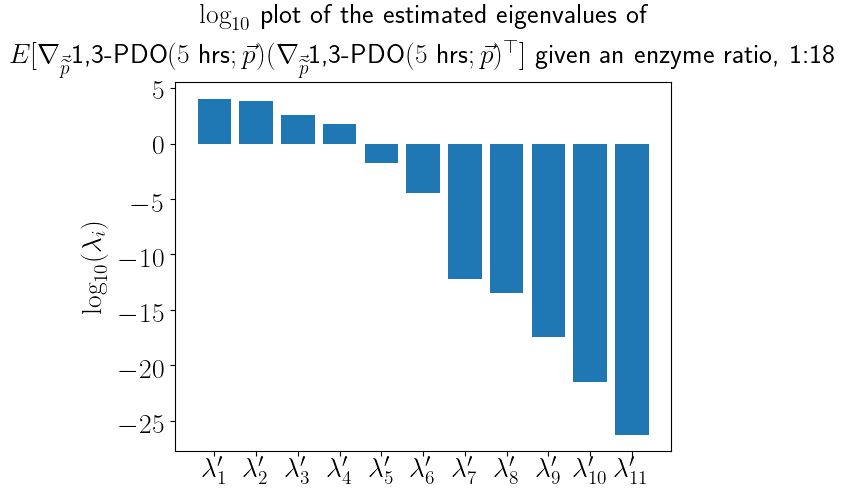 log₁₀ plot of the estimated eigenvalues of
E[∇_p̃⃗ 1,3-PDO(5 hrs; p⃗)(∇_p̃⃗ 1,3-PDO(5 hrs; p⃗)^⊤] given an enzyme ratio, 1:18
5
0
−5
−10
−15
−20
−25
log₁₀(λᵢ)
λ′₁ λ′₂ λ′₃ λ′₄ λ′₅ λ′₆ λ′₇ λ′₈ λ′₉ λ′₁₀ λ′₁₁